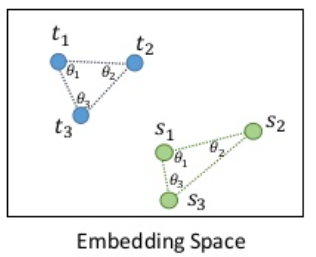 t₁ t₂
θ₁ θ₂
θ₃
t₃
s₁ s₂
θ₁ θ₂
θ₃
s₃
Embedding Space